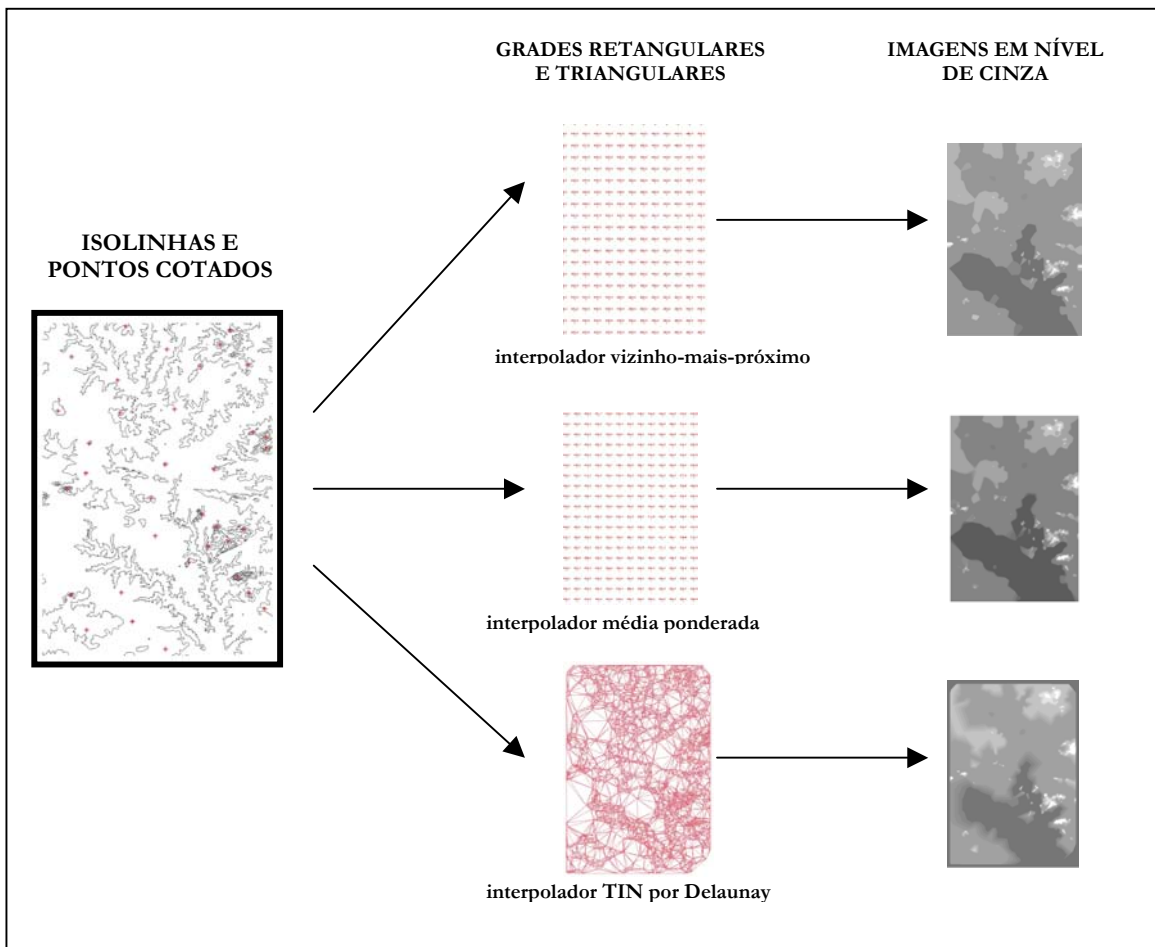 GRADES RETANGULARES
E TRIANGULARES
IMAGENS EM NÍVEL
DE CINZA
ISOLINHAS E
PONTOS COTADOS
interpolador vizinho-mais-próximo
interpolador média ponderada
interpolador TIN por Delaunay